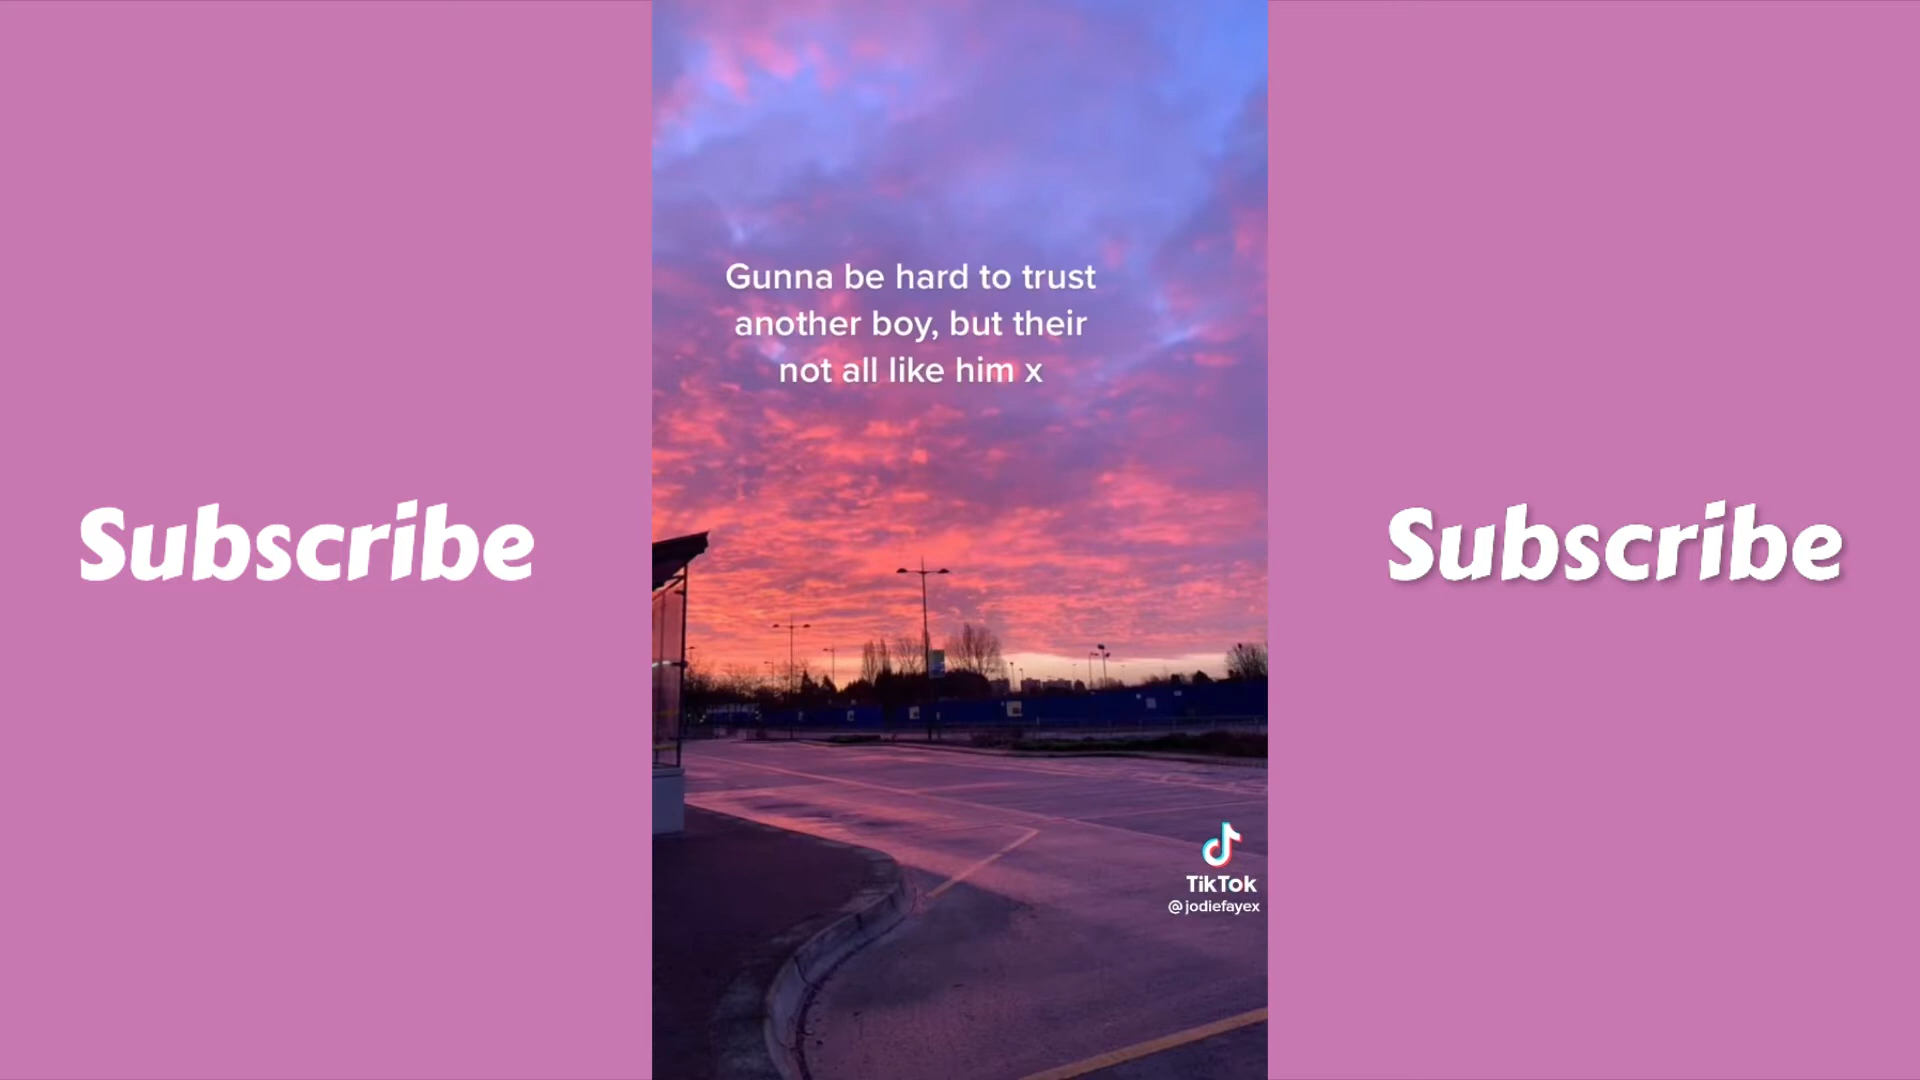 Gunna be hard to trust
another boy, but their
not all like him x
Subscribe
Subscribe
TikTok
@jodiefayex